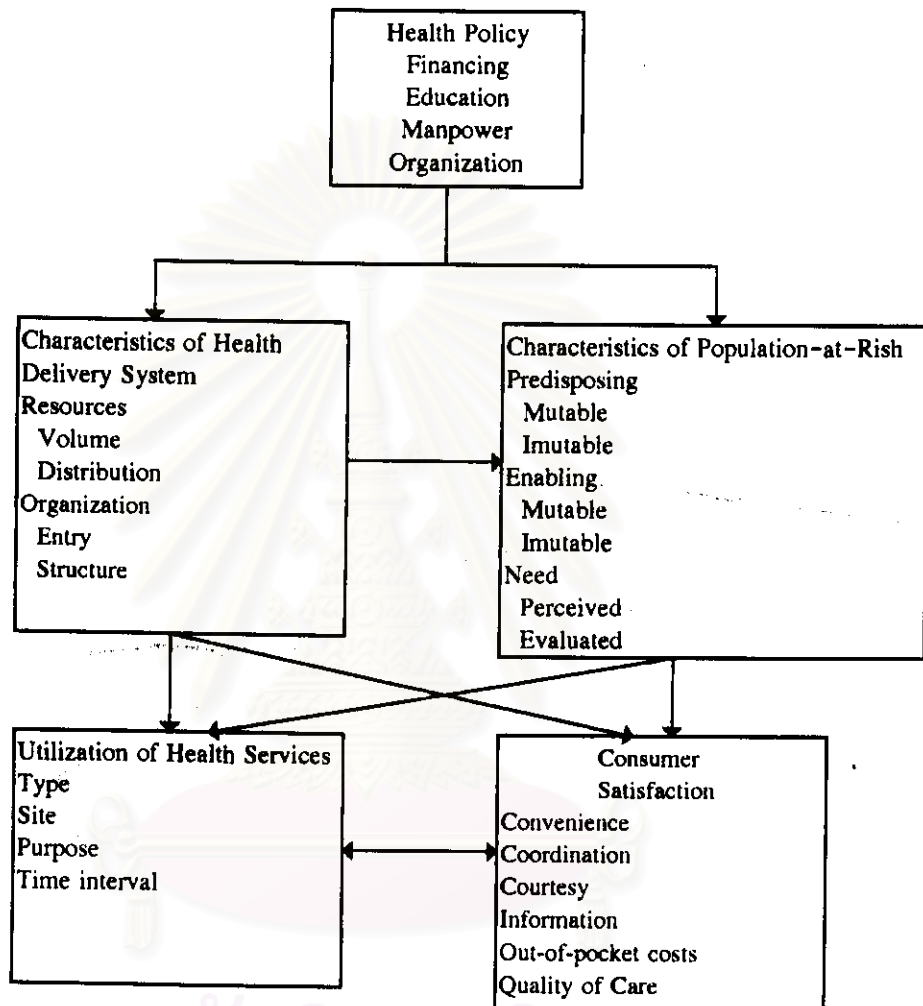 Health Policy
Financing
Education
Manpower
Organization
Characteristics of Health
Delivery System
Resources
Volume
Distribution
Organization
Entry
Structure
Characteristics of Population-at-Rish
Predisposing
Mutable
Imutable
Enabling
Mutable
Imutable
Need
Perceived
Evaluated
Utilization of Health Services
Type
Site
Purpose
Time interval
Consumer
Satisfaction
Convenience
Coordination
Courtesy
Information
Out-of-pocket costs
Quality of Care